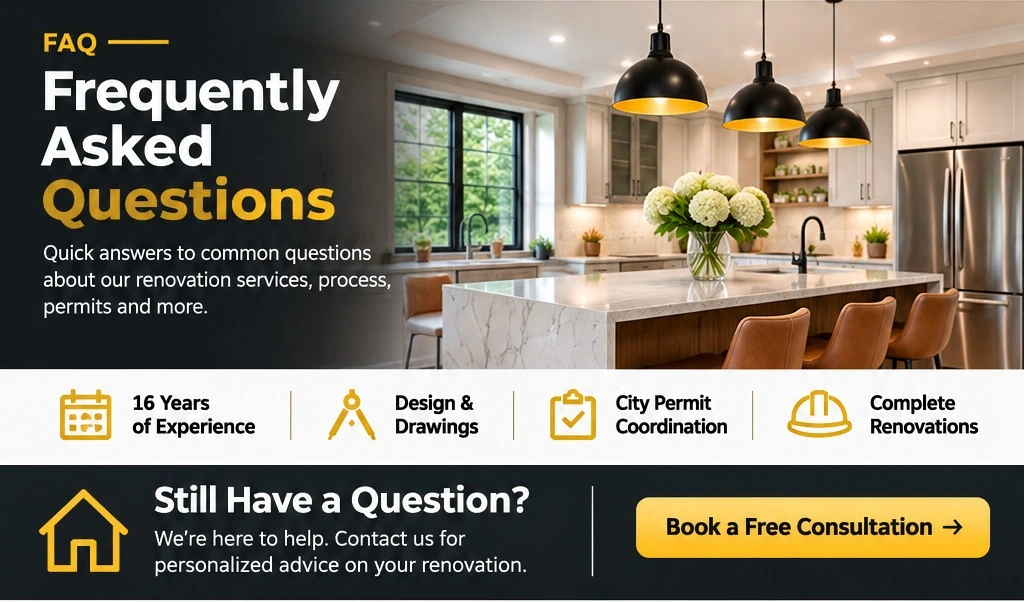 FAQ
Frequently
Asked
Questions
Quick answers to common questions
about our renovation services, process,
permits and more.
16 Years
of Experience
Design &
Drawings
City Permit
Coordination
Complete
Renovations
Still Have a Question?
We're here to help. Contact us for
personalized advice on your renovation.
Book a Free Consultation →